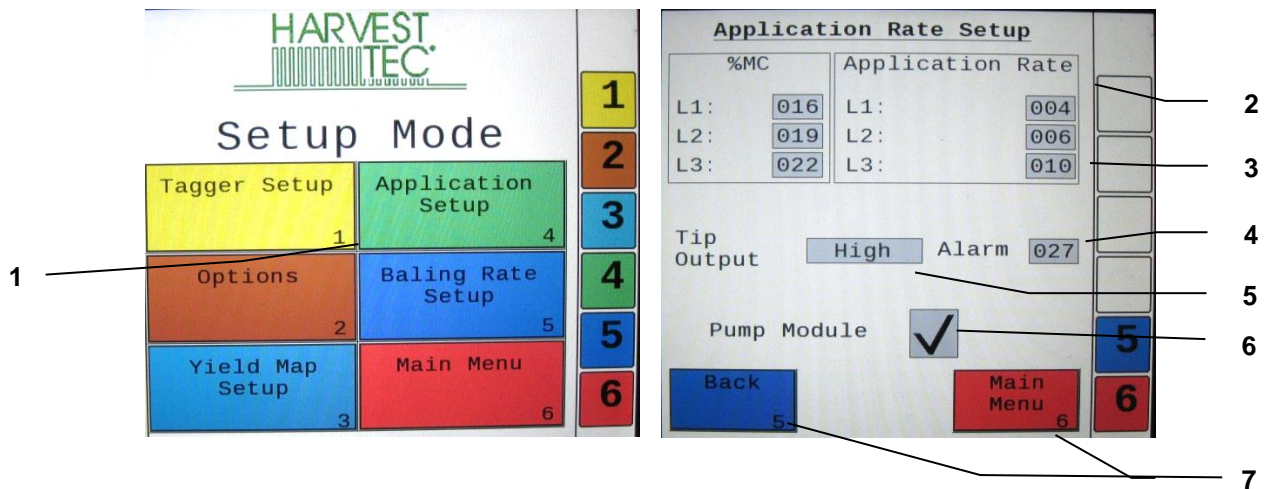 HARVEST
TEC
Setup Mode
Tagger Setup
1
Application
Setup
4
Options
2
Baling Rate
Setup
5
Yield Map
Setup
3
Main Menu
6
1
2
3
4
5
6
1
Application Rate Setup
%MC
Application Rate
L1: 016 L1: 004
L2: 019 L2: 006
L3: 022 L3: 010
Tip
Output
High
Alarm 027
Pump Module
Back
5
Main
Menu
6
5
6
2
3
4
5
6
7